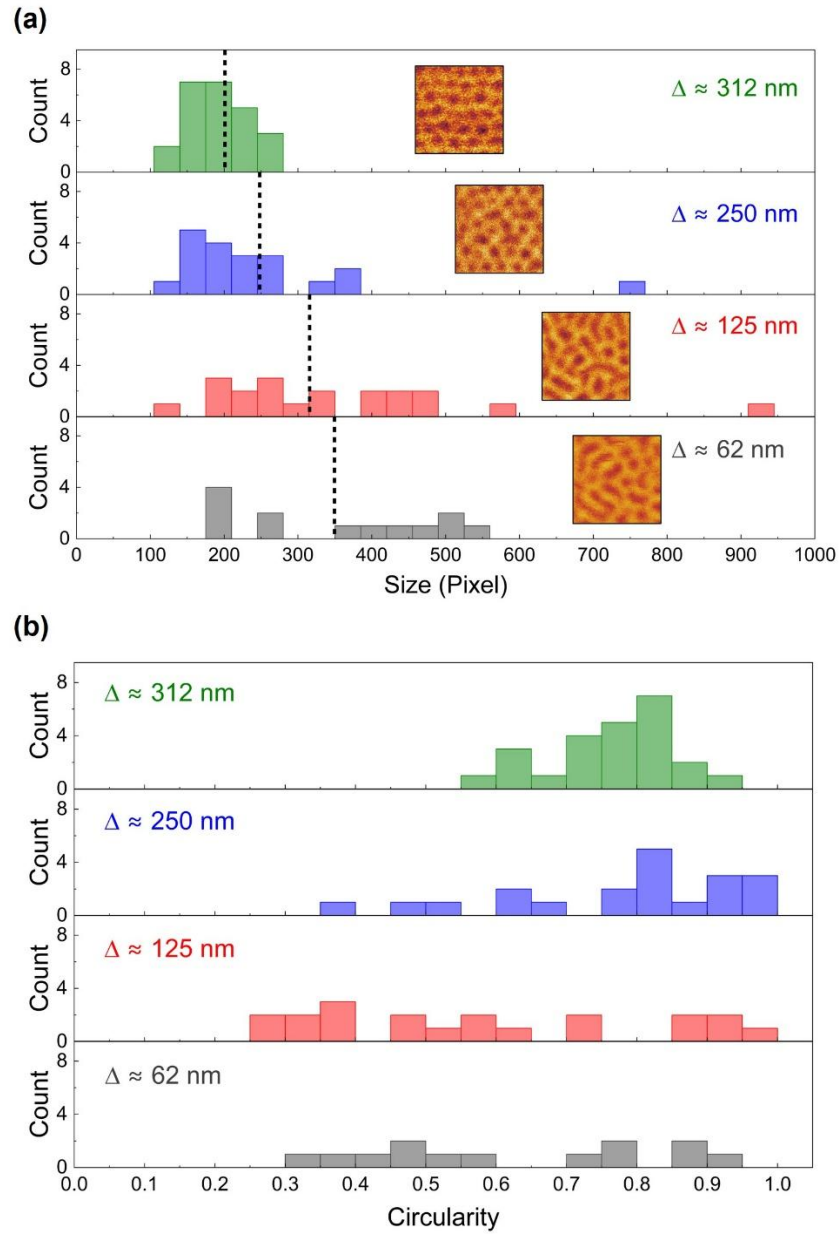 (a)
8
4
0
Count
Δ ≈ 312 nm
8
4
0
Count
Δ ≈ 250 nm
8
4
0
Count
Δ ≈ 125 nm
8
4
0
Count
Δ ≈ 62 nm
0 100 200 300 400 500 600 700 800 900 1000
Size (Pixel)
(b)
8
4
0
Count
Δ ≈ 312 nm
8
4
0
Count
Δ ≈ 250 nm
8
4
0
Count
Δ ≈ 125 nm
8
4
0
Count
Δ ≈ 62 nm
0.0 0.1 0.2 0.3 0.4 0.5 0.6 0.7 0.8 0.9 1.0
Circularity